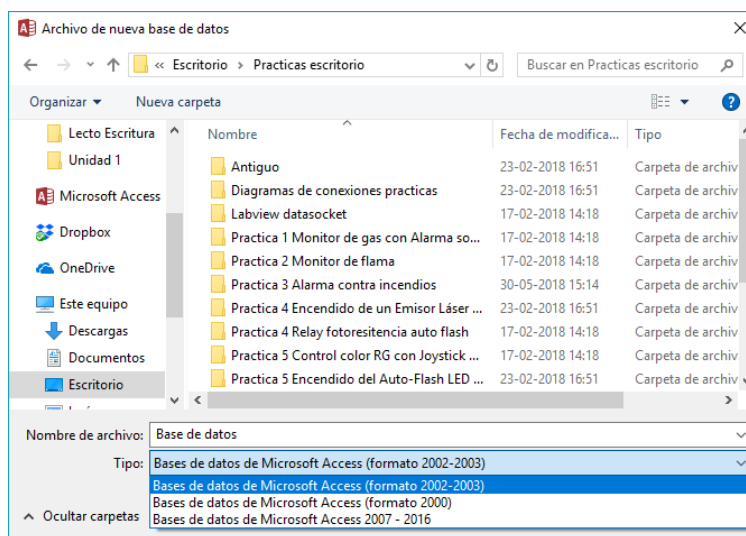 Archivo de nueva base de datos
« Escritorio > Practicas escritorio
Buscar en Practicas escritorio
Organizar
Nueva carpeta
Lecto Escritura
Unidad 1
Microsoft Access
Dropbox
OneDrive
Este equipo
Descargas
Documentos
Escritorio
Nombre Fecha de modifica... Tipo
Antiguo 23-02-2018 16:51 Carpeta de archiv
Diagramas de conexiones practicas 23-02-2018 16:51 Carpeta de archiv
Labview datasocket 17-02-2018 14:18 Carpeta de archiv
Practica 1 Monitor de gas con Alarma so... 17-02-2018 14:18 Carpeta de archiv
Practica 2 Monitor de flama 17-02-2018 14:18 Carpeta de archiv
Practica 3 Alarma contra incendios 30-05-2018 15:14 Carpeta de archiv
Practica 4 Encendido de un Emisor Láser ... 23-02-2018 16:51 Carpeta de archiv
Practica 4 Relay fotoresitencia auto flash 17-02-2018 14:18 Carpeta de archiv
Practica 5 Control color RG con Joystick ... 17-02-2018 14:18 Carpeta de archiv
Practica 5 Encendido del Auto-Flash LED ... 23-02-2018 16:51 Carpeta de archiv
Nombre de archivo: Base de datos
Tipo: Bases de datos de Microsoft Access (formato 2002-2003)
Bases de datos de Microsoft Access (formato 2002-2003)
Bases de datos de Microsoft Access (formato 2000)
Bases de datos de Microsoft Access 2007 - 2016
Ocultar carpetas